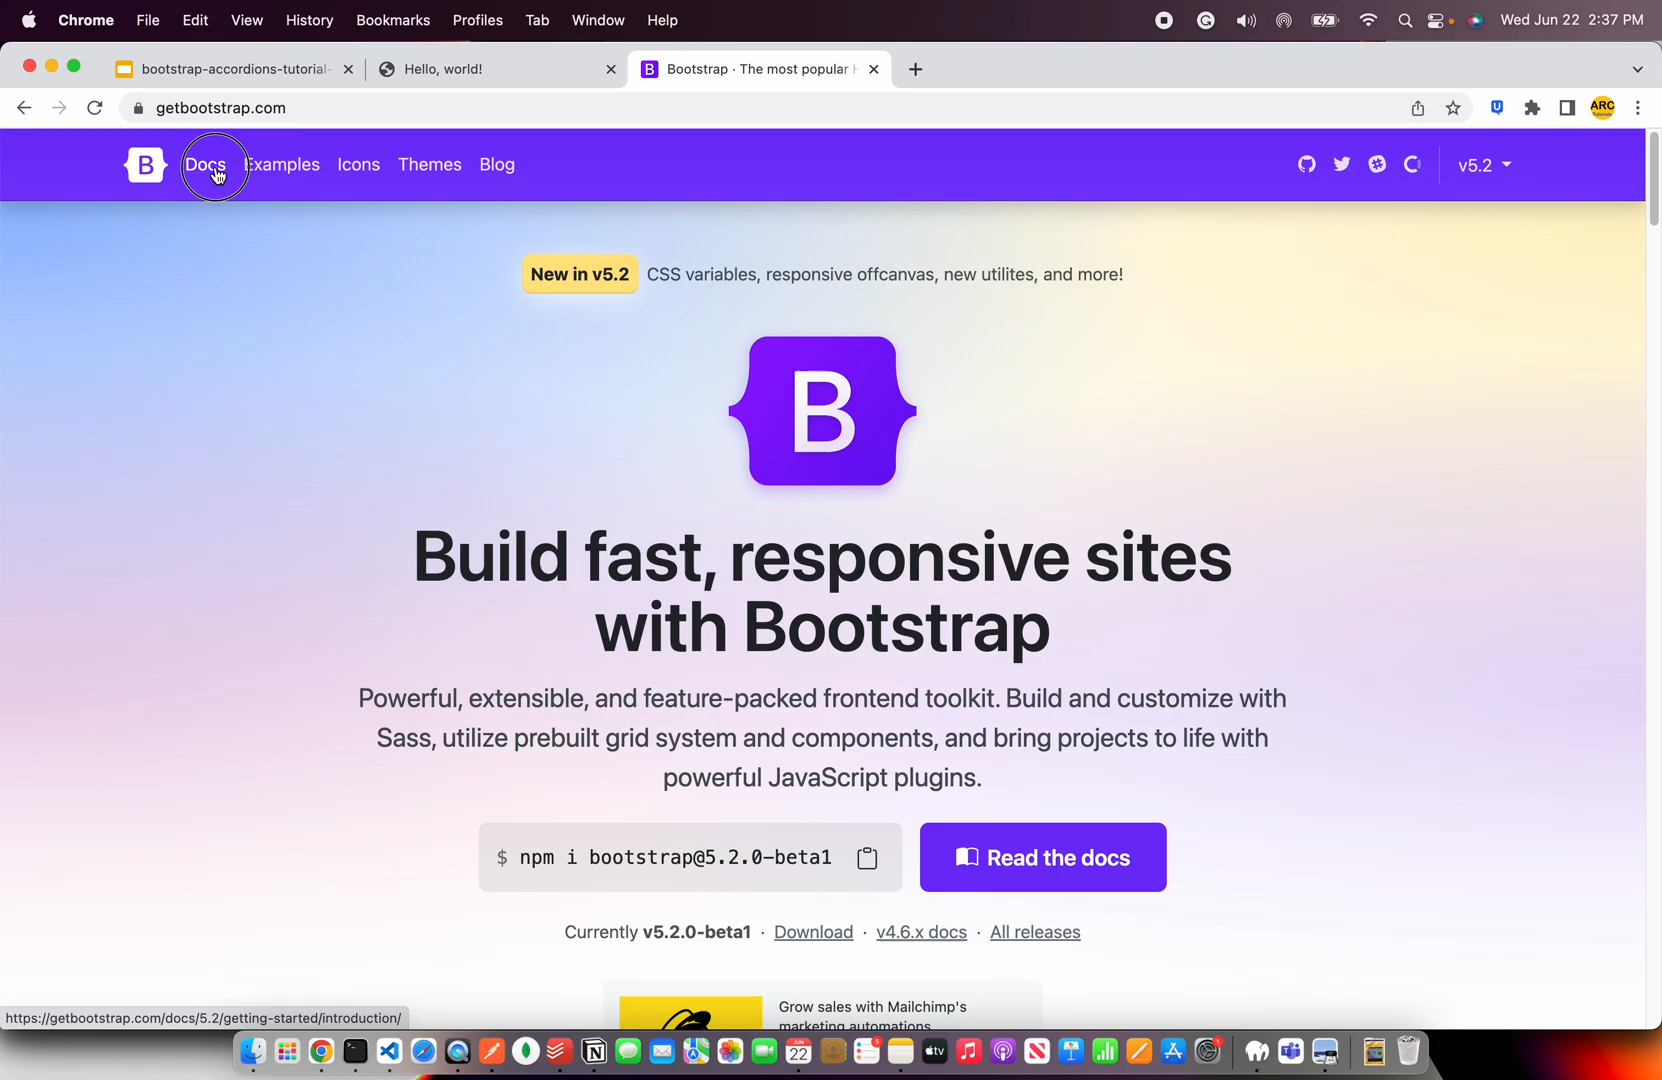 Chrome File Edit View History Bookmarks Profiles Tab Window Help Wed Jun 22 2:37 PM
bootstrap-accordions-tutorial- Hello, world! Bootstrap · The most popular H
getbootstrap.com ARC
B Docs Examples Icons Themes Blog v5.2
New in v5.2 CSS variables, responsive offcanvas, new utilites, and more!
B
Build fast, responsive sites
with Bootstrap
Powerful, extensible, and feature-packed frontend toolkit. Build and customize with
Sass, utilize prebuilt grid system and components, and bring projects to life with
powerful JavaScript plugins.
$ npm i bootstrap@5.2.0-beta1 Read the docs
Currently v5.2.0-beta1 · Download · v4.6.x docs · All releases
Grow sales with Mailchimp's
marketing automations
https://getbootstrap.com/docs/5.2/getting-started/introduction/
JUN
22 5 tv 1